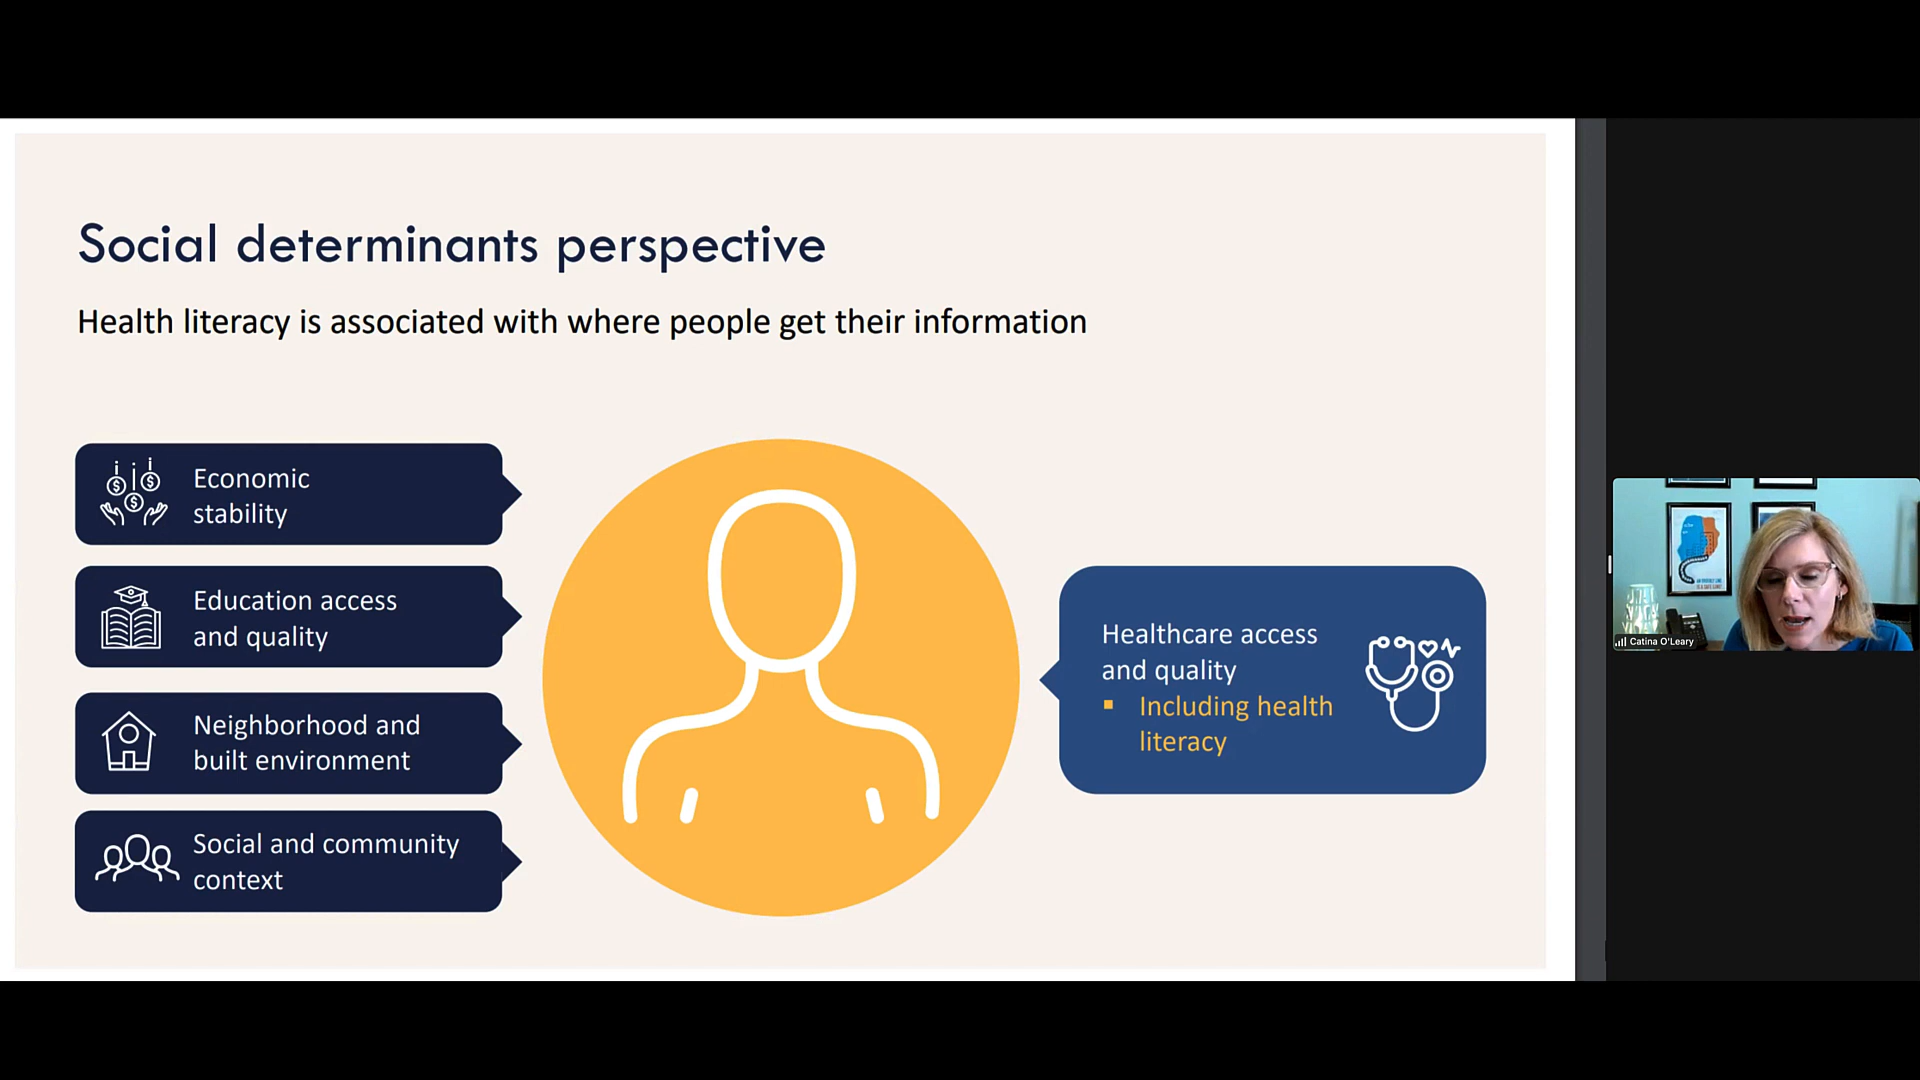 Social determinants perspective
Health literacy is associated with where people get their information
Economic
stability
Education access
and quality
Neighborhood and
built environment
Social and community
context
Healthcare access
and quality
▪ Including health
literacy
Catina O'Leary